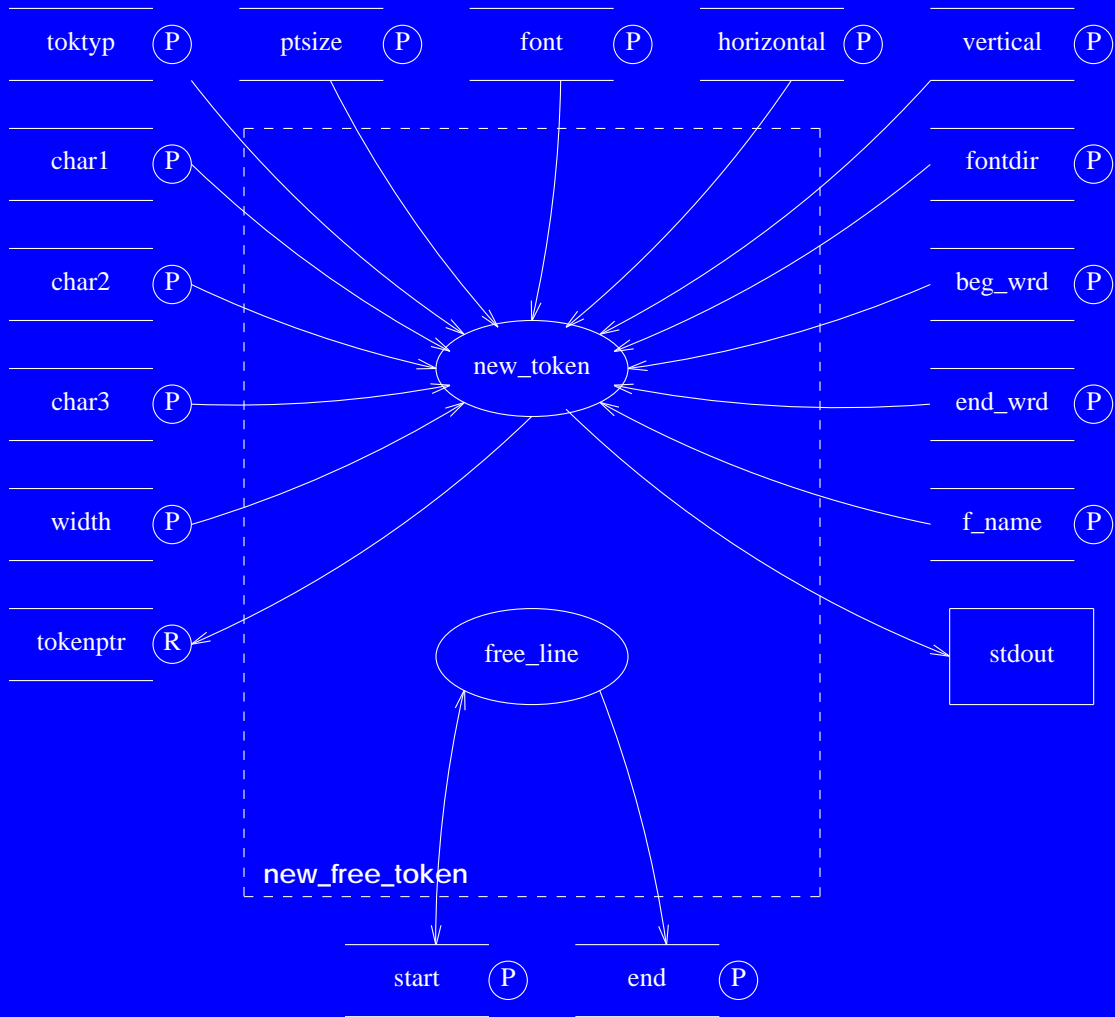 toktyp P ptsize P font P horizontal P vertical P
char1 P fontdir P
char2 P beg_wrd P
new_token
char3 P end_wrd P
width P f_name P
tokenptr R free_line stdout
new_free_token
start P end P